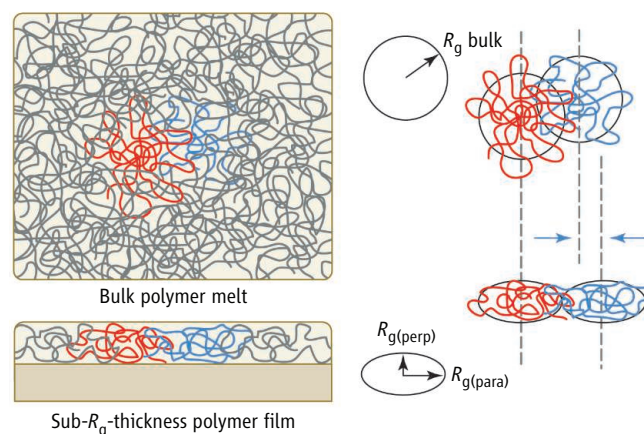 Bulk polymer melt
Sub-Rg-thickness polymer film
Rg bulk
Rg(perp)
Rg(para)